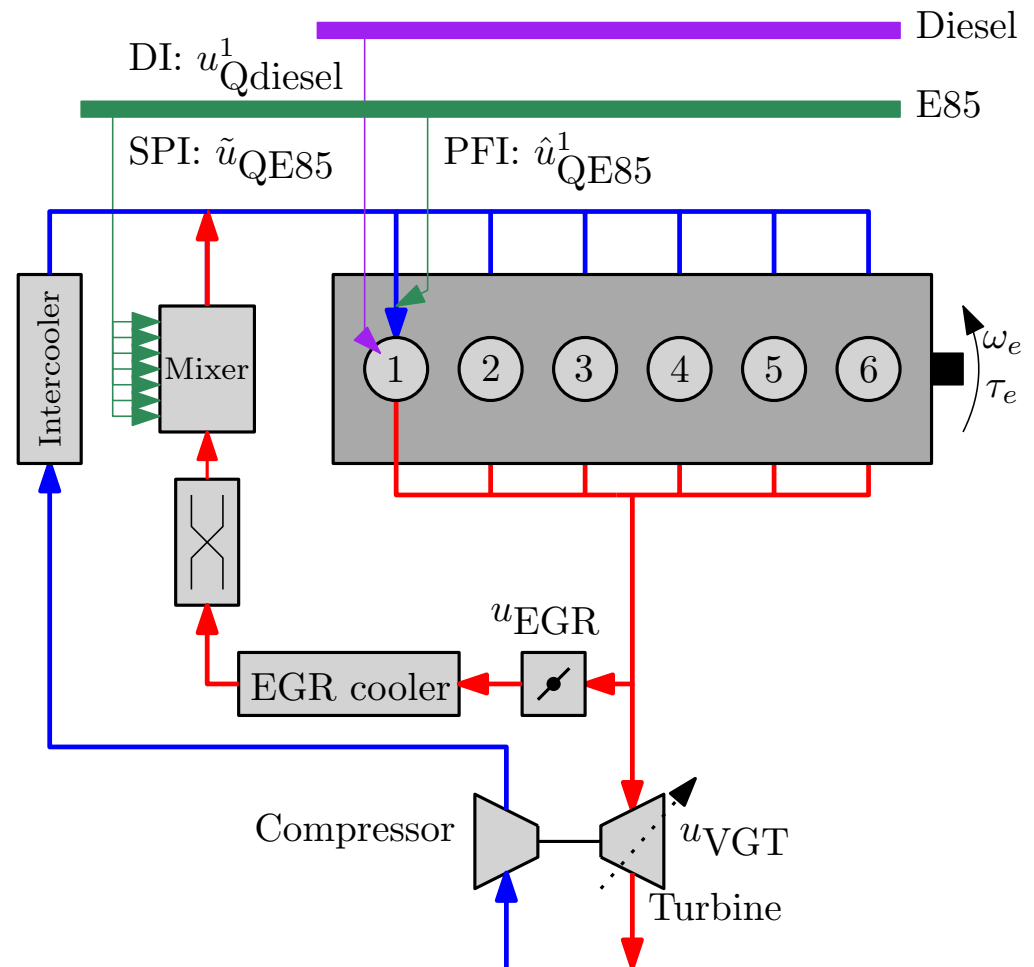 Diesel
DI: u¹Qdiesel
E85
SPI: ũQE85
PFI: û¹QE85
Intercooler
Mixer
1 2 3 4 5 6
ωe
τe
uEGR
EGR cooler
Compressor
uVGT
Turbine